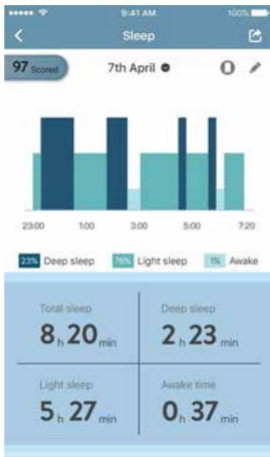 9:41 AM 100%
Sleep
97 Scored 7th April
23:00 1:00 3:00 5:00 7:20
23% Deep sleep 76% Light sleep 1% Awake
Total sleep Deep sleep
8 h 20 min 2 h 23 min
Light sleep Awake time
5 h 27 min 0 h 37 min